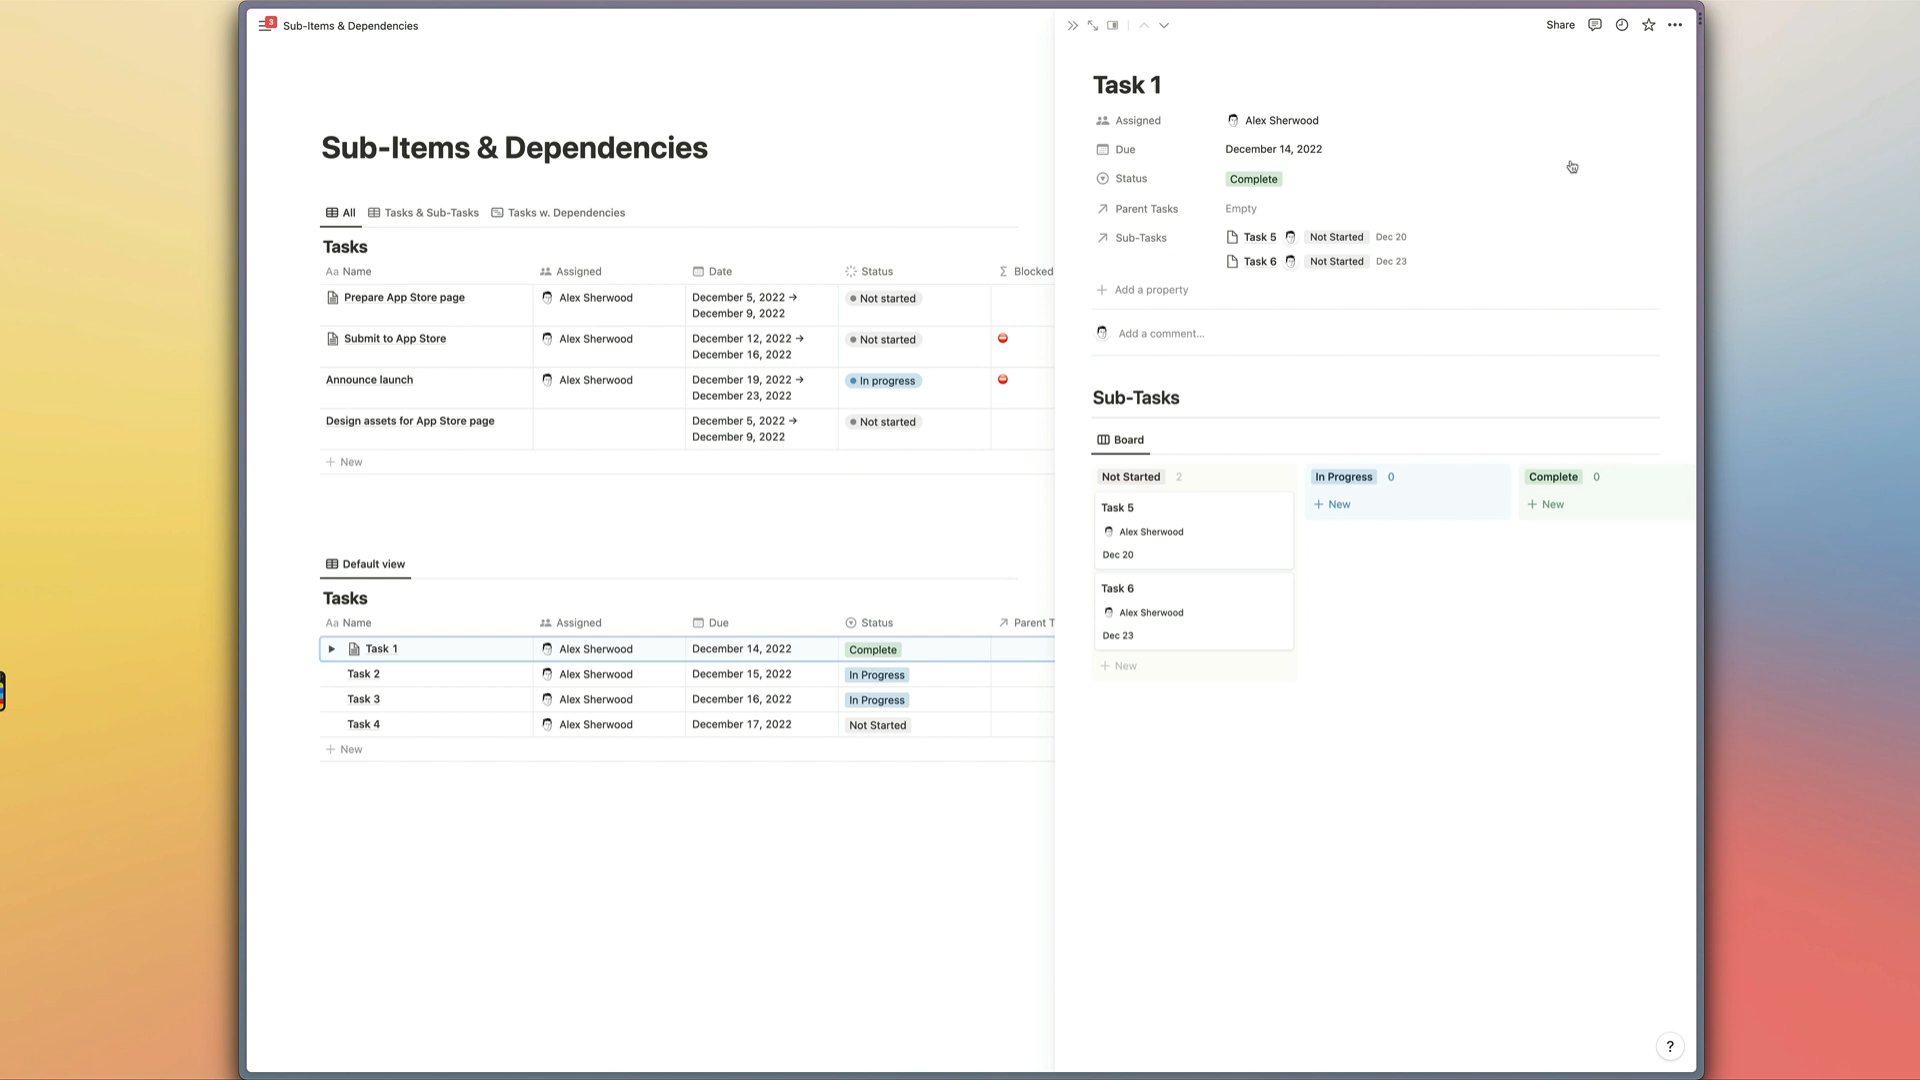 3
Sub-Items & Dependencies
Share
Sub-Items & Dependencies
All Tasks & Sub-Tasks Tasks w. Dependencies
Tasks
Aa Name Assigned Date Status Σ Blocked
Prepare App Store page Alex Sherwood December 5, 2022 → Not started
December 9, 2022
Submit to App Store Alex Sherwood December 12, 2022 → Not started
December 16, 2022
Announce launch Alex Sherwood December 19, 2022 → In progress
December 23, 2022
Design assets for App Store page December 5, 2022 → Not started
December 9, 2022
+ New
Default view
Tasks
Aa Name Assigned Due Status Parent T
Task 1 Alex Sherwood December 14, 2022 Complete
Task 2 Alex Sherwood December 15, 2022 In Progress
Task 3 Alex Sherwood December 16, 2022 In Progress
Task 4 Alex Sherwood December 17, 2022 Not Started
+ New
Task 1
Assigned Alex Sherwood
Due December 14, 2022
Status Complete
Parent Tasks Empty
Sub-Tasks Task 5 Not Started Dec 20
Task 6 Not Started Dec 23
+ Add a property
Add a comment...
Sub-Tasks
Board
Not Started 2 In Progress 0 Complete 0
+ New + New
Task 5
Alex Sherwood
Dec 20
Task 6
Alex Sherwood
Dec 23
+ New
?